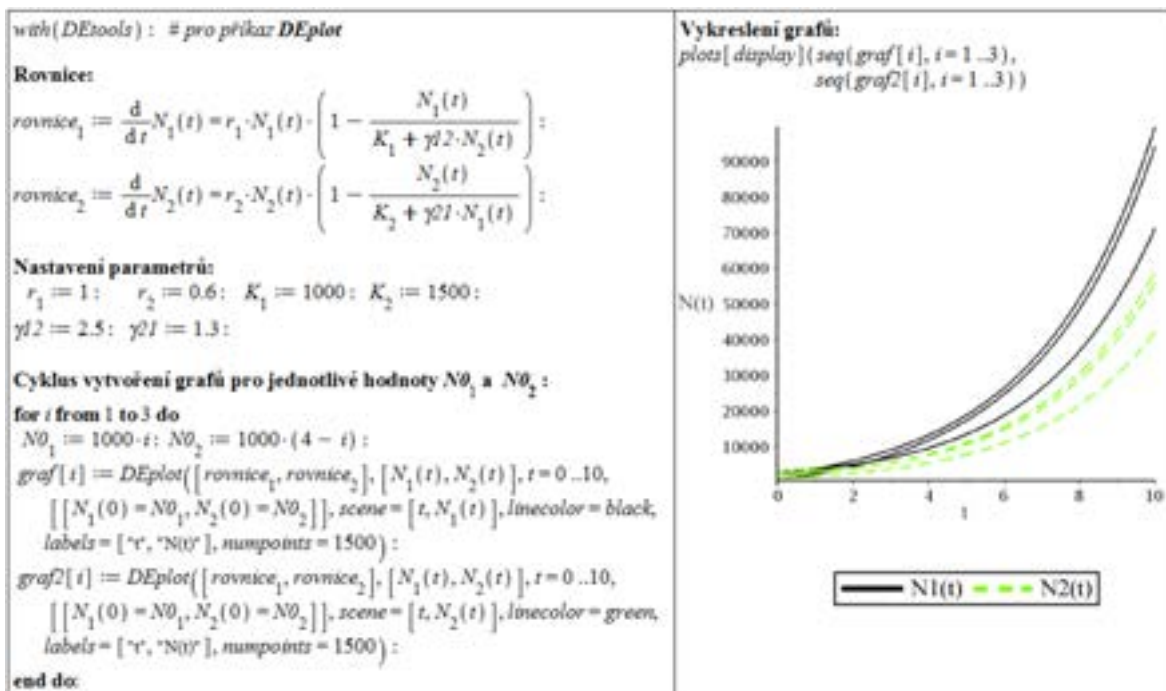 with(DEtools) : # pro příkaz DEplot
Rovnice:
rovnice₁ := d/dt N₁(t) = r₁·N₁(t)·(1 − N₁(t)/(K₁ + γ12·N₂(t))) :
rovnice₂ := d/dt N₂(t) = r₂·N₂(t)·(1 − N₂(t)/(K₂ + γ21·N₁(t))) :
Nastavení parametrů:
r₁ := 1 : r₂ := 0.6 : K₁ := 1000 : K₂ := 1500 :
γ12 := 2.5 : γ21 := 1.3 :
Cyklus vytvoření grafů pro jednotlivé hodnoty N0₁ a N0₂ :
for i from 1 to 3 do
N0₁ := 1000·i : N0₂ := 1000·(4 − i) :
graf[i] := DEplot([rovnice₁, rovnice₂], [N₁(t), N₂(t)], t = 0 ..10,
[[N₁(0) = N0₁, N₂(0) = N0₂]], scene = [t, N₁(t)], linecolor = black,
labels = ["t", "N(t)"], numpoints = 1500) :
graf2[i] := DEplot([rovnice₁, rovnice₂], [N₁(t), N₂(t)], t = 0 ..10,
[[N₁(0) = N0₁, N₂(0) = N0₂]], scene = [t, N₂(t)], linecolor = green,
labels = ["t", "N(t)"], numpoints = 1500) :
end do:
Vykreslení grafů:
plots[display](seq(graf[i], i = 1 ..3),
seq(graf2[i], i = 1 ..3))
90000
80000
70000
60000
N(t) 50000
40000
30000
20000
10000
0 2 4 6 8 10
t
N1(t) N2(t)